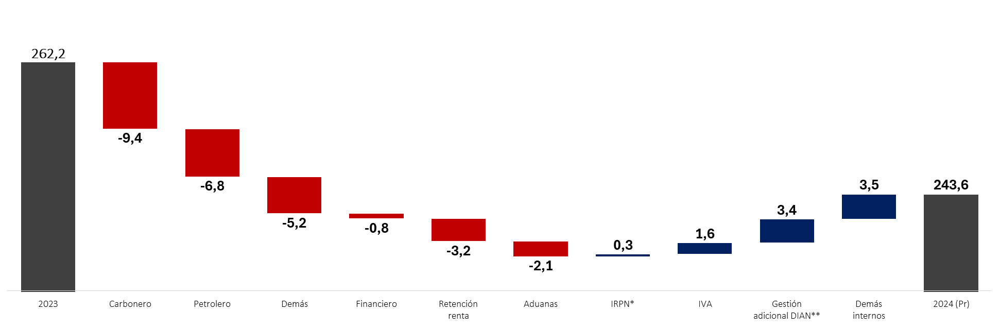 262,2
-9,4
-6,8
-5,2
-0,8
-3,2
-2,1
0,3
1,6
3,4
3,5
243,6
2023
Carbonero
Petrolero
Demás
Financiero
Retención
renta
Aduanas
IRPN*
IVA
Gestión
adicional DIAN**
Demás
internos
2024 (Pr)